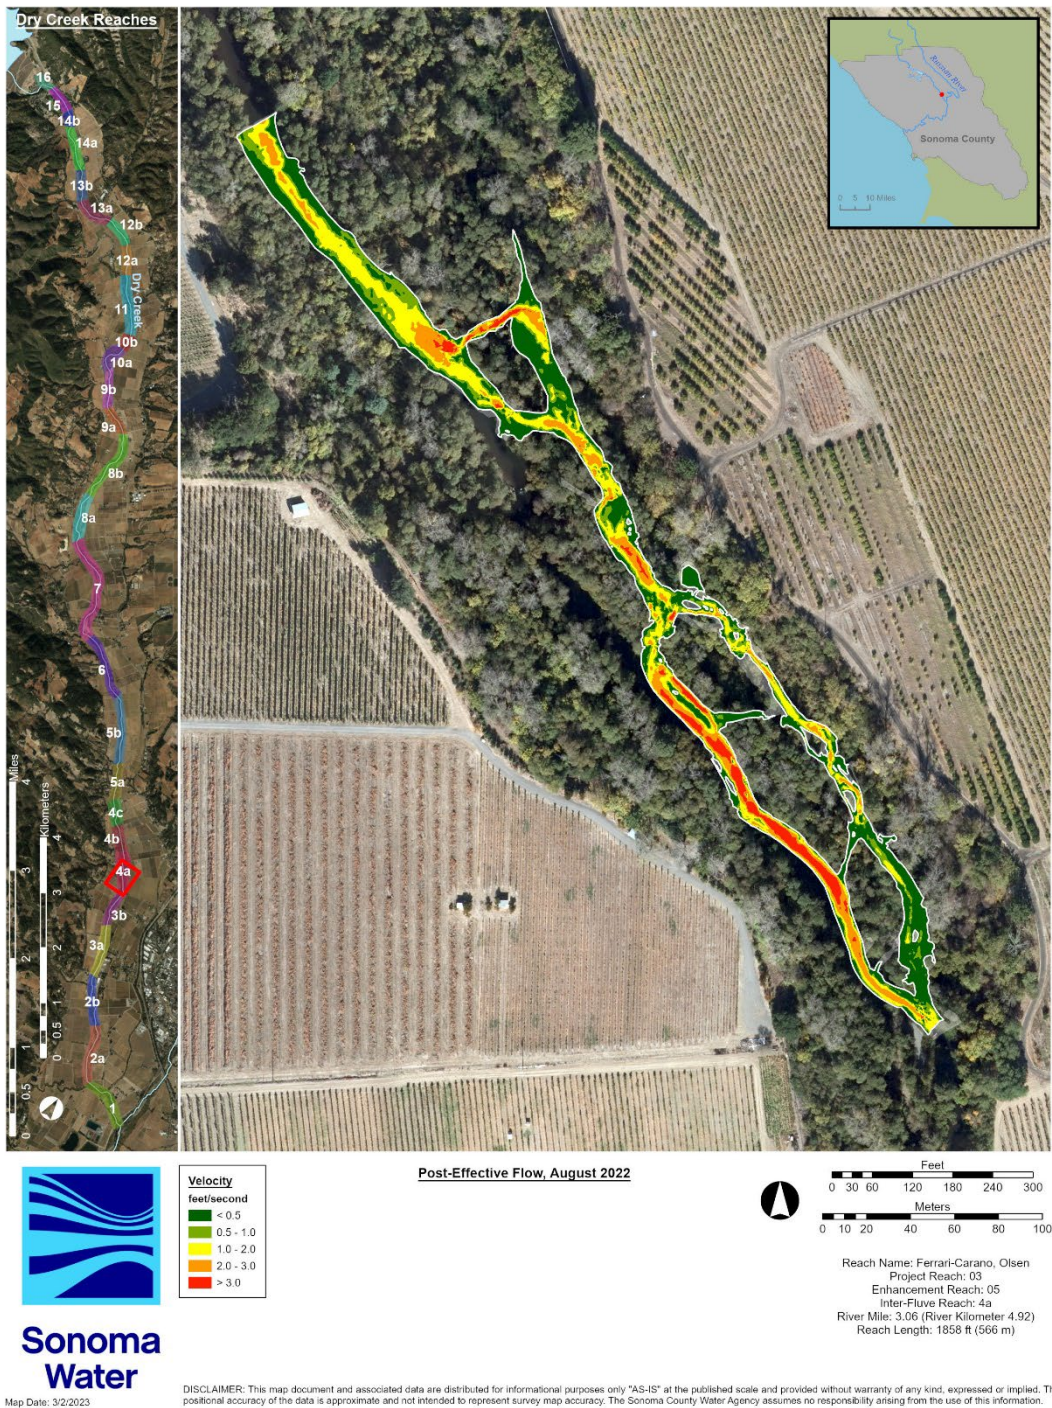 Dry Creek Reaches
16
15
14b
14a
13b
13a
12b
12a
Dry Creek
11
10b
10a
9b
9a
8b
8a
7
6
5b
5a
4c
4b
4a
3b
3a
2b
2a
1
Miles
4
3
2
1
0.5
0
Kilometers
4
3
2
1
0.5
0
Russian River
Sonoma County
0 5 10 Miles
Velocity
feet/second
< 0.5
0.5 - 1.0
1.0 - 2.0
2.0 - 3.0
> 3.0
Post-Effective Flow, August 2022
Feet
0 30 60 120 180 240 300
Meters
0 10 20 40 60 80 100
Reach Name: Ferrari-Carano, Olsen
Project Reach: 03
Enhancement Reach: 05
Inter-Fluve Reach: 4a
River Mile: 3.06 (River Kilometer 4.92)
Reach Length: 1858 ft (566 m)
Sonoma
Water
Map Date: 3/2/2023
DISCLAIMER: This map document and associated data are distributed for informational purposes only "AS-IS" at the published scale and provided without warranty of any kind, expressed or implied. Th
positional accuracy of the data is approximate and not intended to represent survey map accuracy. The Sonoma County Water Agency assumes no responsibility arising from the use of this information.